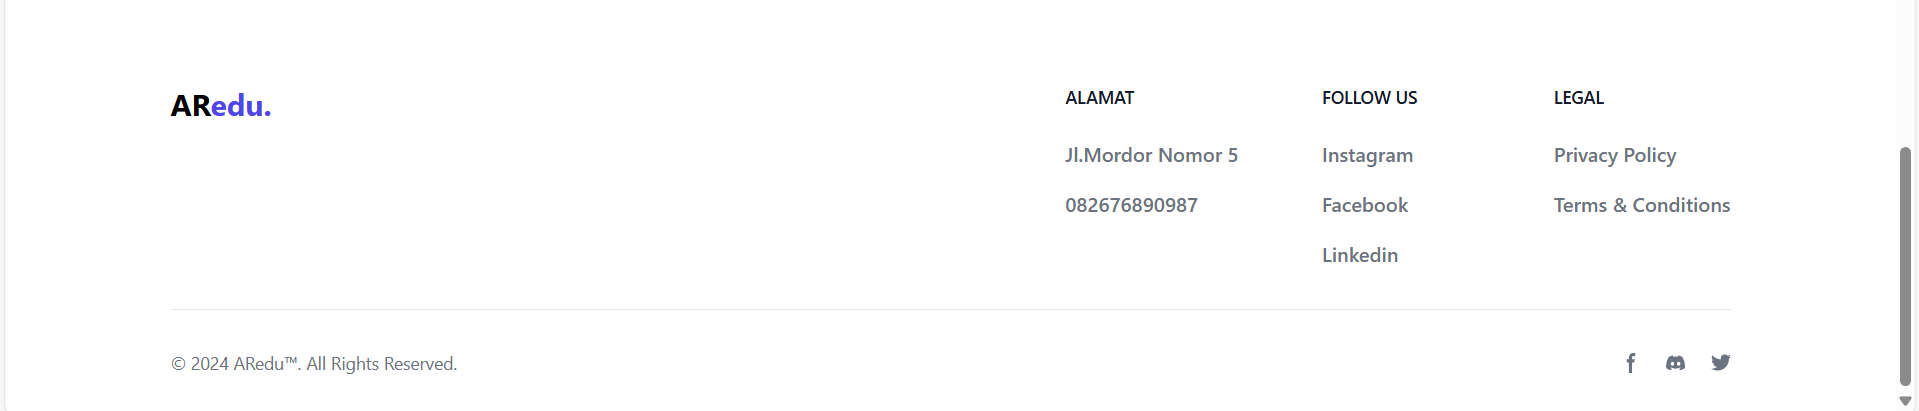 ARedu.
ALAMAT
Jl.Mordor Nomor 5
082676890987
FOLLOW US
Instagram
Facebook
Linkedin
LEGAL
Privacy Policy
Terms & Conditions
© 2024 ARedu™. All Rights Reserved.